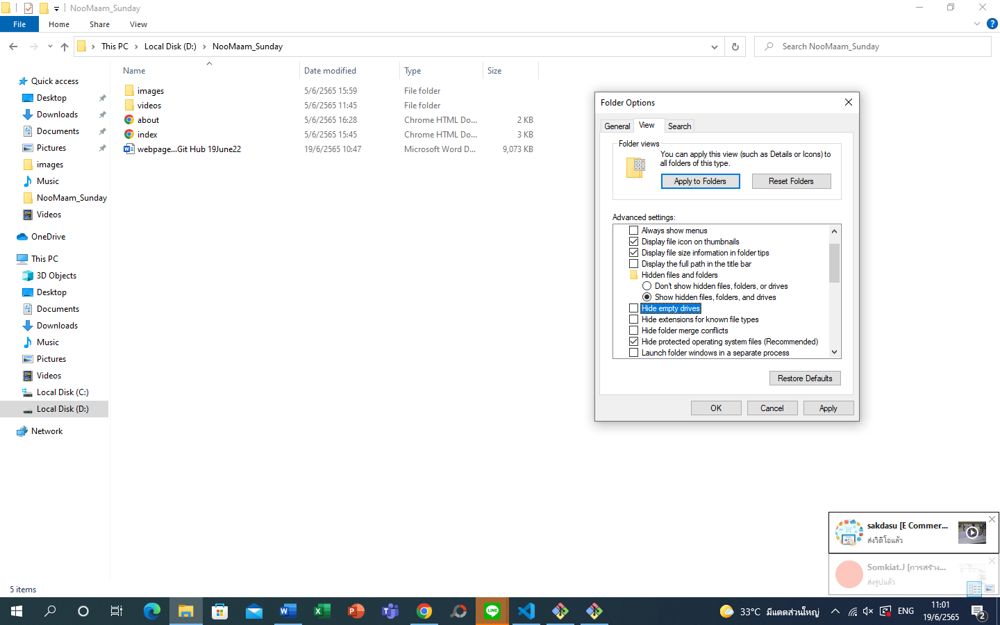 NooMaam_Sunday
File
Home
Share
View
This PC
Local Disk (D:)
NooMaam_Sunday
Search NooMaam_Sunday
Quick access
Desktop
Downloads
Documents
Pictures
images
Music
NooMaam_Sunday
Videos
OneDrive
This PC
3D Objects
Desktop
Documents
Downloads
Music
Pictures
Videos
Local Disk (C:)
Local Disk (D:)
Network
Name Date modified Type Size
images 5/6/2565 15:59 File folder
videos 5/6/2565 11:45 File folder
about 5/6/2565 16:28 Chrome HTML Do... 2 KB
index 5/6/2565 15:45 Chrome HTML Do... 3 KB
webpage...Git Hub 19June22 19/6/2565 10:47 Microsoft Word D... 9,073 KB
Folder Options
General View Search
Folder views
You can apply this view (such as Details or Icons) to
all folders of this type.
Apply to Folders
Reset Folders
Advanced settings:
Always show menus
Display file icon on thumbnails
Display file size information in folder tips
Display the full path in the title bar
Hidden files and folders
Don't show hidden files, folders, or drives
Show hidden files, folders, and drives
Hide empty drives
Hide extensions for known file types
Hide folder merge conflicts
Hide protected operating system files (Recommended)
Launch folder windows in a separate process
Restore Defaults
OK
Cancel
Apply
sakdasu [E Commer...
ส่งวิดีโอแล้ว
Somkiat.J [การสร้าง...
ส่งรูปแล้ว
5 items
33°C มีแดดส่วนใหญ่
ENG
11:01
19/6/2565
2